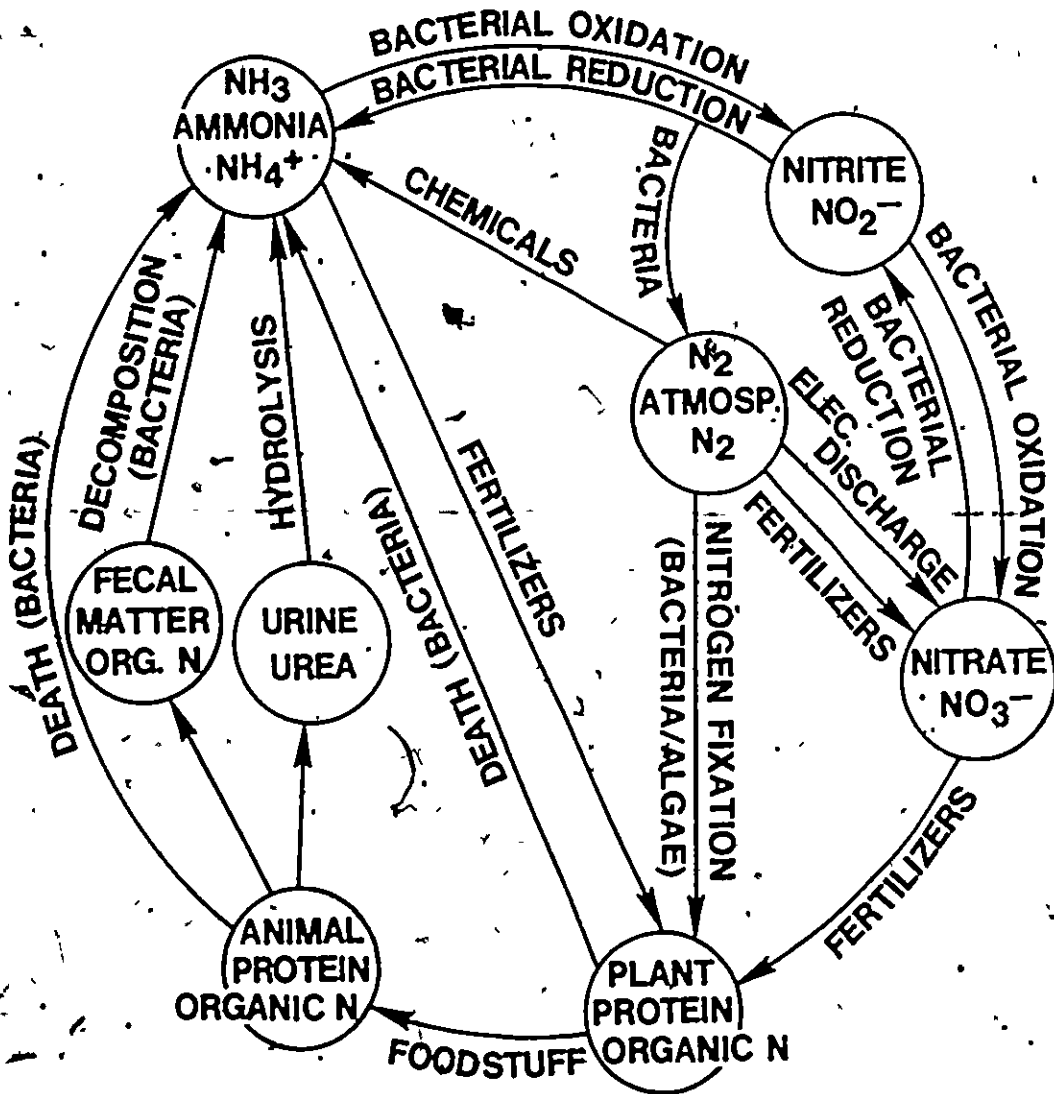 BACTERIAL OXIDATION
BACTERIAL REDUCTION
NH3
AMMONIA
NH4+
BACTERIA
NITRITE
NO2−
CHEMICALS
BACTERIAL OXIDATION
BACTERIAL
REDUCTION
N2
ATMOSP.
N2
ELEC.
DISCHARGE
FERTILIZERS
DECOMPOSITION
(BACTERIA)
HYDROLYSIS
FERTILIZERS
DEATH (BACTERIA)
DEATH (BACTERIA)
NITROGEN FIXATION
(BACTERIA/ALGAE)
FECAL
MATTER
ORG. N
URINE
UREA
NITRATE
NO3−
FERTILIZERS
ANIMAL
PROTEIN
ORGANIC N
PLANT
PROTEIN
ORGANIC N
FOODSTUFF